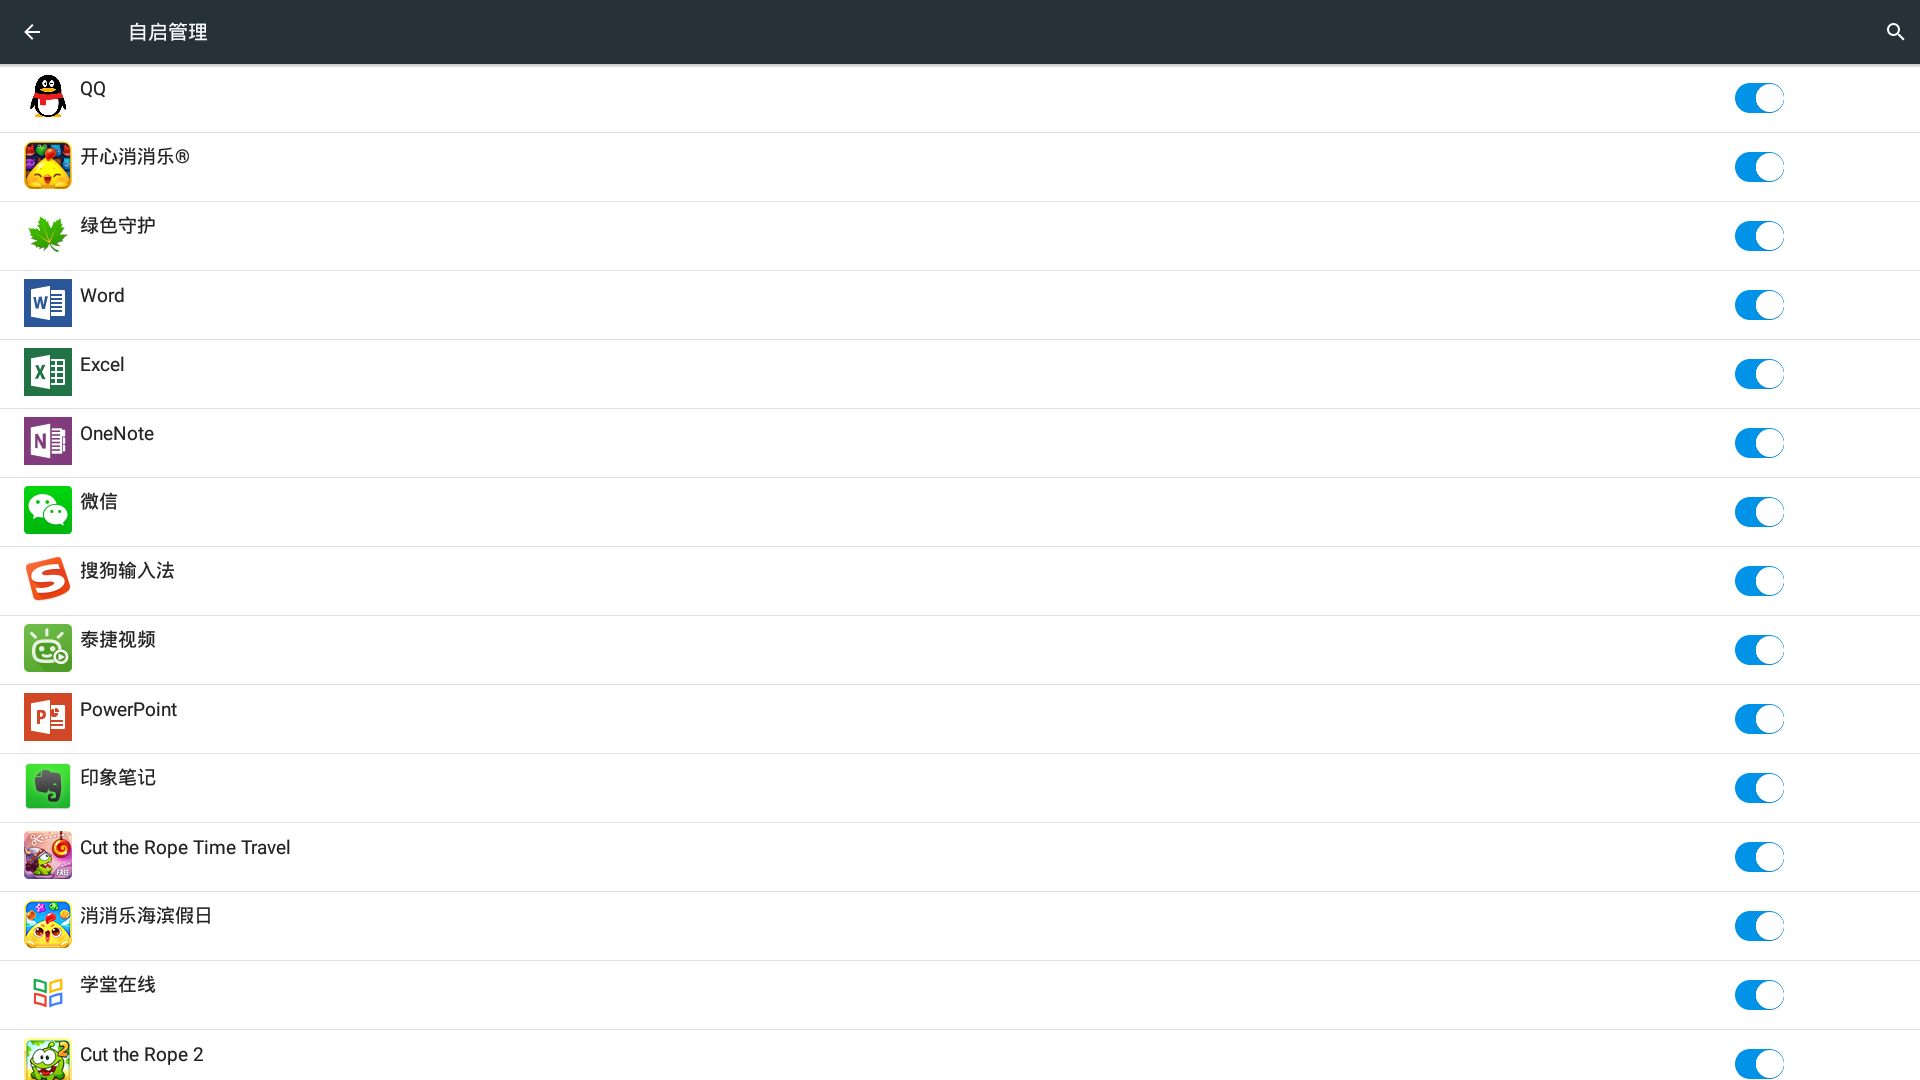 自启管理
QQ
开心消消乐®
绿色守护
Word
Excel
OneNote
微信
搜狗输入法
泰捷视频
PowerPoint
印象笔记
Cut the Rope Time Travel
消消乐海滨假日
学堂在线
Cut the Rope 2